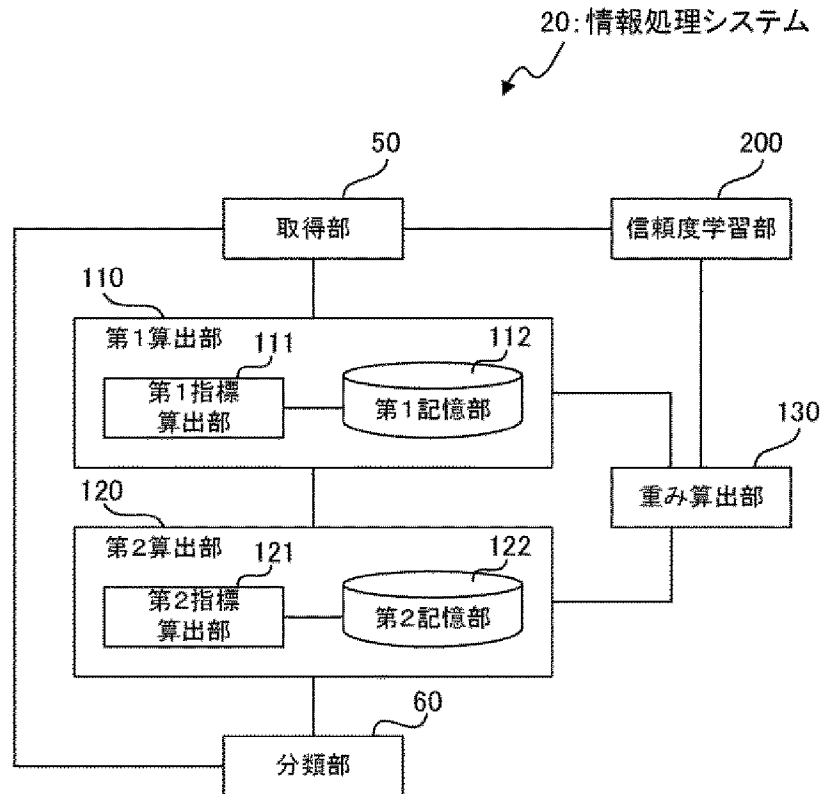 20:情報処理システム
50
200
取得部
信頼度学習部
110
第1算出部
111
112
第1指標
算出部
第1記憶部
130
重み算出部
120
第2算出部
121
122
第2指標
算出部
第2記憶部
60
分類部